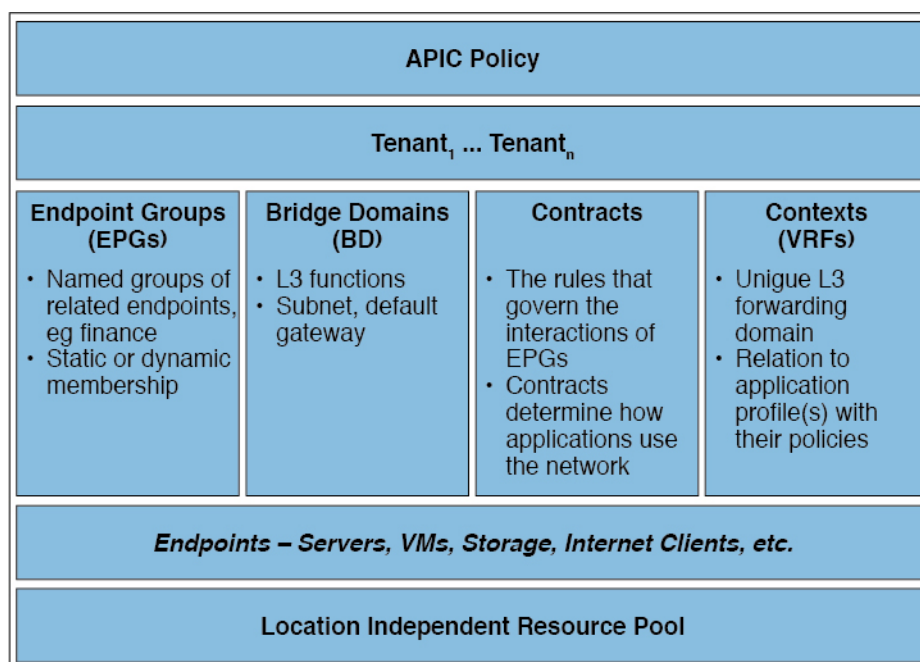 APIC Policy
Tenant1 ... Tenantn
Endpoint Groups
(EPGs)
• Named groups of
related endpoints,
eg finance
• Static or dynamic
membership
Bridge Domains
(BD)
• L3 functions
• Subnet, default
gateway
Contracts
• The rules that
govern the
interactions of
EPGs
• Contracts
determine how
applications use
the network
Contexts
(VRFs)
• Unigue L3
forwarding
domain
• Relation to
application
profile(s) with
their policies
Endpoints – Servers, VMs, Storage, Internet Clients, etc.
Location Independent Resource Pool